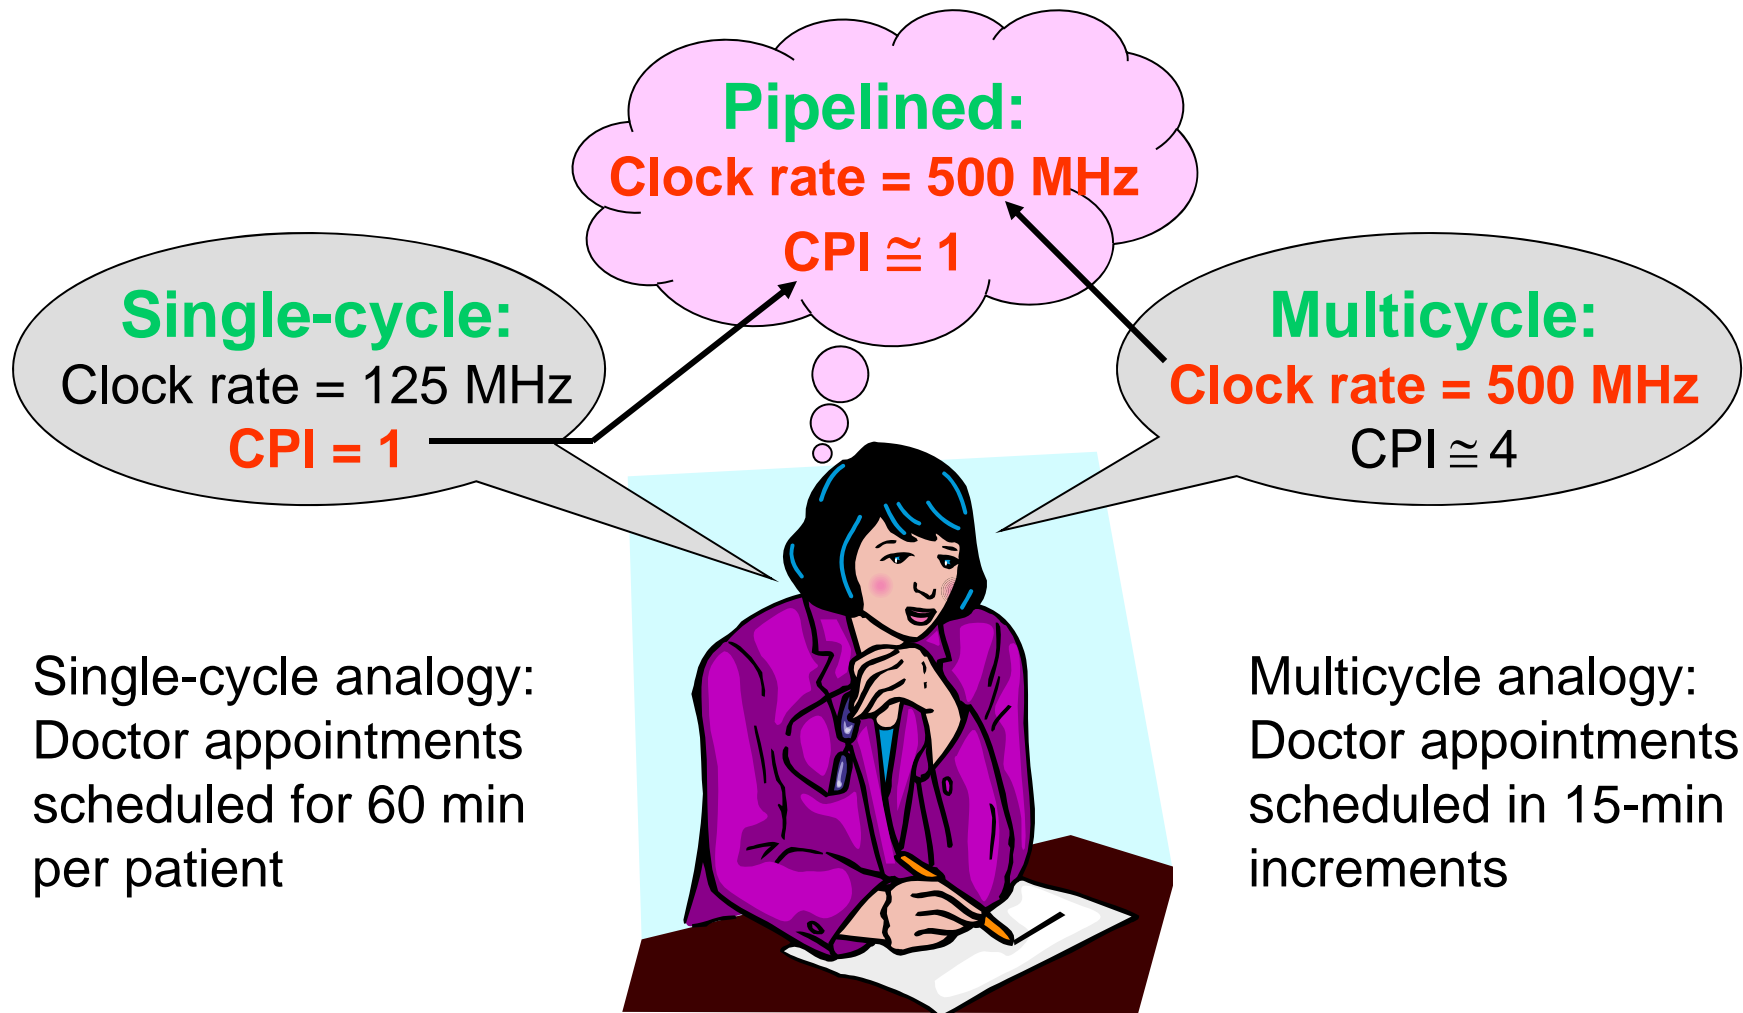 Pipelined:
Clock rate = 500 MHz
CPI ≅ 1
Single-cycle:
Clock rate = 125 MHz
CPI = 1
Multicycle:
Clock rate = 500 MHz
CPI ≅ 4
Single-cycle analogy:
Doctor appointments
scheduled for 60 min
per patient
Multicycle analogy:
Doctor appointments
scheduled in 15-min
increments